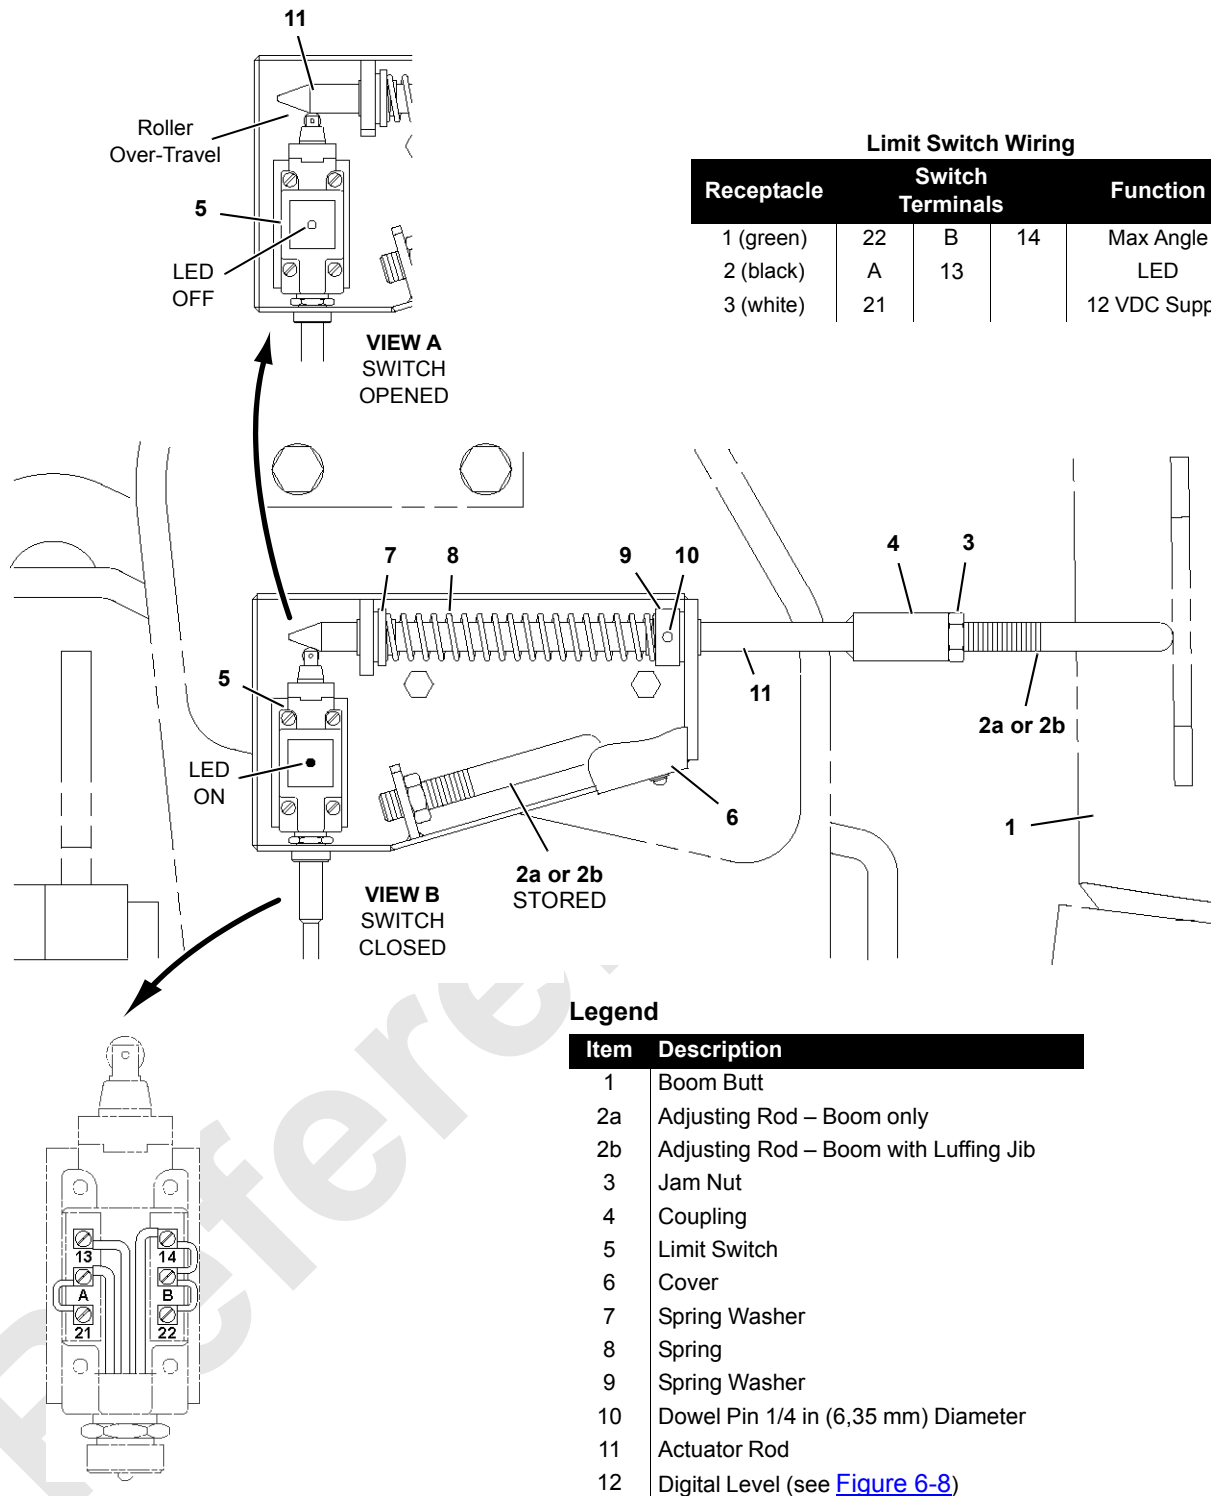 11
Roller
Over-Travel
5
LED
OFF
VIEW A
SWITCH
OPENED
Limit Switch Wiring
Receptacle Switch Terminals Function
1 (green) 22 B 14 Max Angle
2 (black) A 13 LED
3 (white) 21 12 VDC Supp
7 8 9 10 4 3
5
11
2a or 2b
LED
ON
6
1
2a or 2b
STORED
VIEW B
SWITCH
CLOSED
13 14
A B
21 22
Legend
Item Description
1 Boom Butt
2a Adjusting Rod – Boom only
2b Adjusting Rod – Boom with Luffing Jib
3 Jam Nut
4 Coupling
5 Limit Switch
6 Cover
7 Spring Washer
8 Spring
9 Spring Washer
10 Dowel Pin 1/4 in (6,35 mm) Diameter
11 Actuator Rod
12 Digital Level (see Figure 6-8)